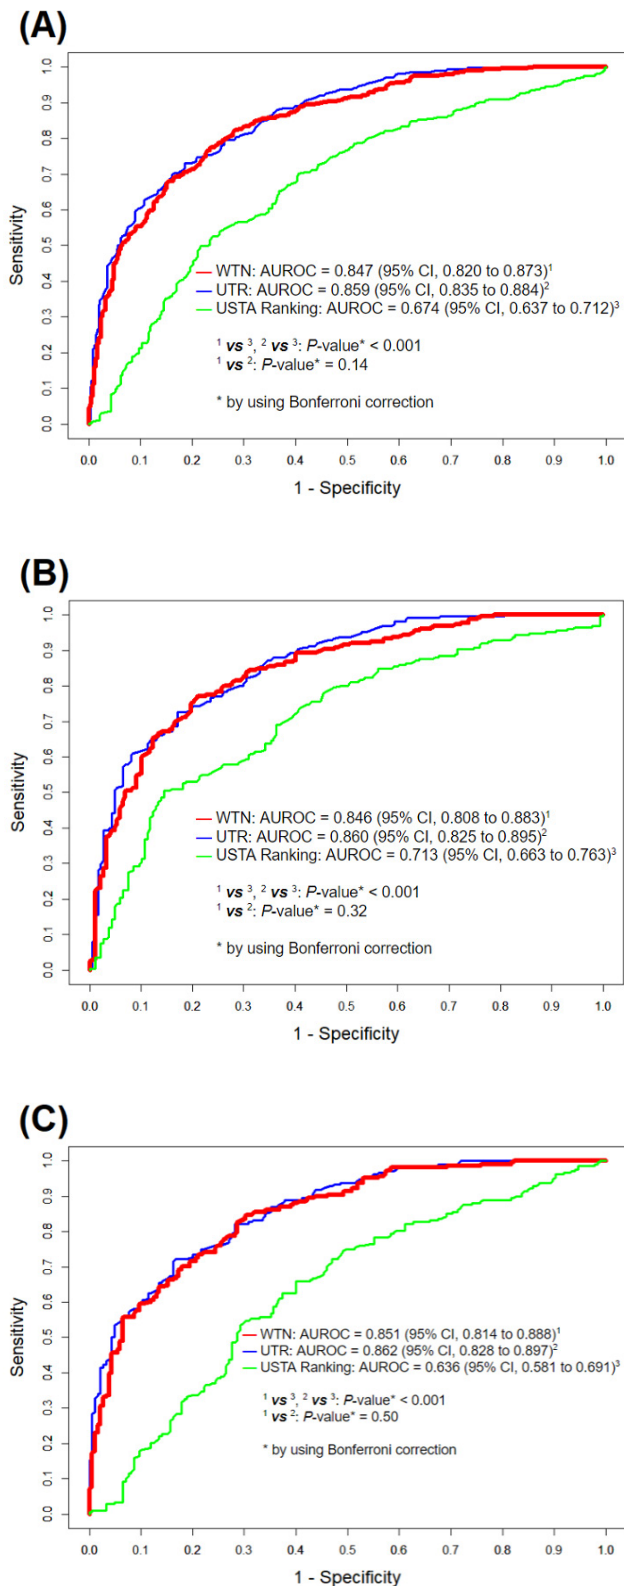 (A)
1.0
0.9
0.8
0.7
0.6
0.5
0.4
0.3
0.2
0.1
0.0
Sensitivity
WTN: AUROC = 0.847 (95% CI, 0.820 to 0.873)¹
UTR: AUROC = 0.859 (95% CI, 0.835 to 0.884)²
USTA Ranking: AUROC = 0.674 (95% CI, 0.637 to 0.712)³
¹ vs ³, ² vs ³: P-value* < 0.001
¹ vs ²: P-value* = 0.14
* by using Bonferroni correction
0.0 0.1 0.2 0.3 0.4 0.5 0.6 0.7 0.8 0.9 1.0
1 - Specificity
(B)
1.0
0.9
0.8
0.7
0.6
0.5
0.4
0.3
0.2
0.1
0.0
Sensitivity
WTN: AUROC = 0.846 (95% CI, 0.808 to 0.883)¹
UTR: AUROC = 0.860 (95% CI, 0.825 to 0.895)²
USTA Ranking: AUROC = 0.713 (95% CI, 0.663 to 0.763)³
¹ vs ³, ² vs ³: P-value* < 0.001
¹ vs ²: P-value* = 0.32
* by using Bonferroni correction
0.0 0.1 0.2 0.3 0.4 0.5 0.6 0.7 0.8 0.9 1.0
1 - Specificity
(C)
1.0
0.9
0.8
0.7
0.6
0.5
0.4
0.3
0.2
0.1
0.0
Sensitivity
WTN: AUROC = 0.851 (95% CI, 0.814 to 0.888)¹
UTR: AUROC = 0.862 (95% CI, 0.828 to 0.897)²
USTA Ranking: AUROC = 0.636 (95% CI, 0.581 to 0.691)³
¹ vs ³, ² vs ³: P-value* < 0.001
¹ vs ²: P-value* = 0.50
* by using Bonferroni correction
0.0 0.1 0.2 0.3 0.4 0.5 0.6 0.7 0.8 0.9 1.0
1 - Specificity